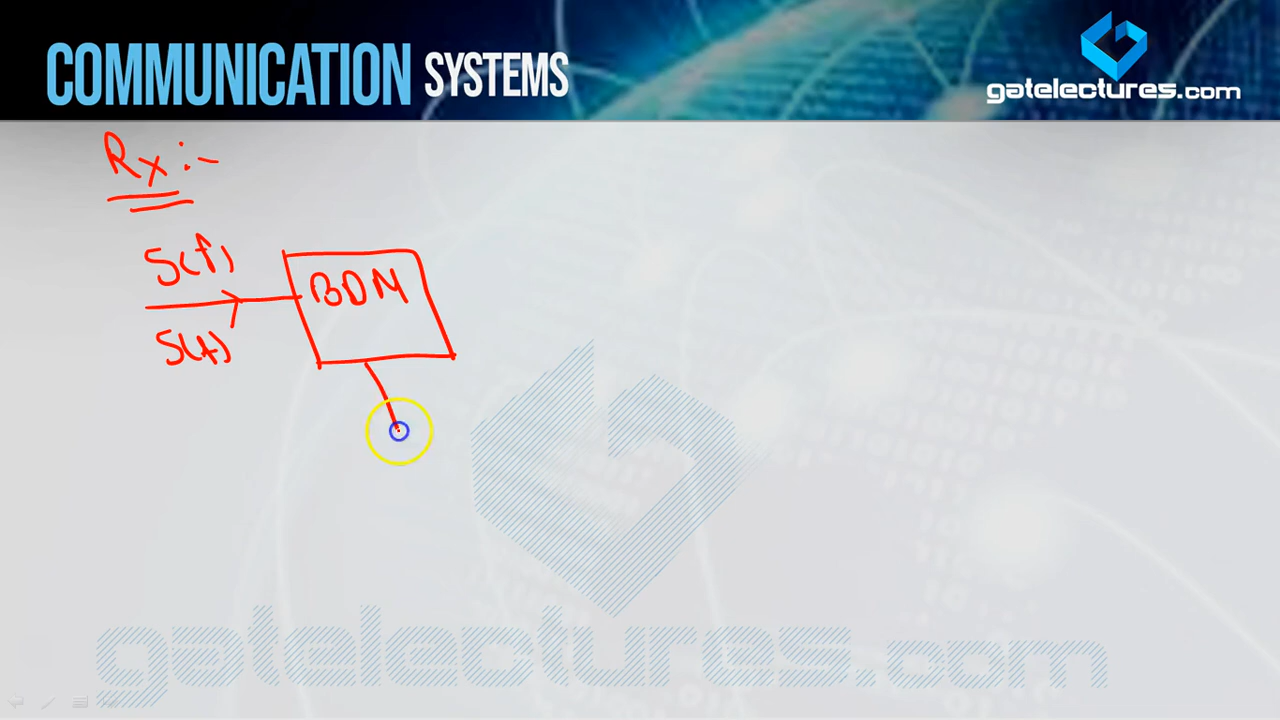 COMMUNICATION SYSTEMS
gatelectures.com
Rx :-
S(f)
BDM
S(t)
gatelectures.com